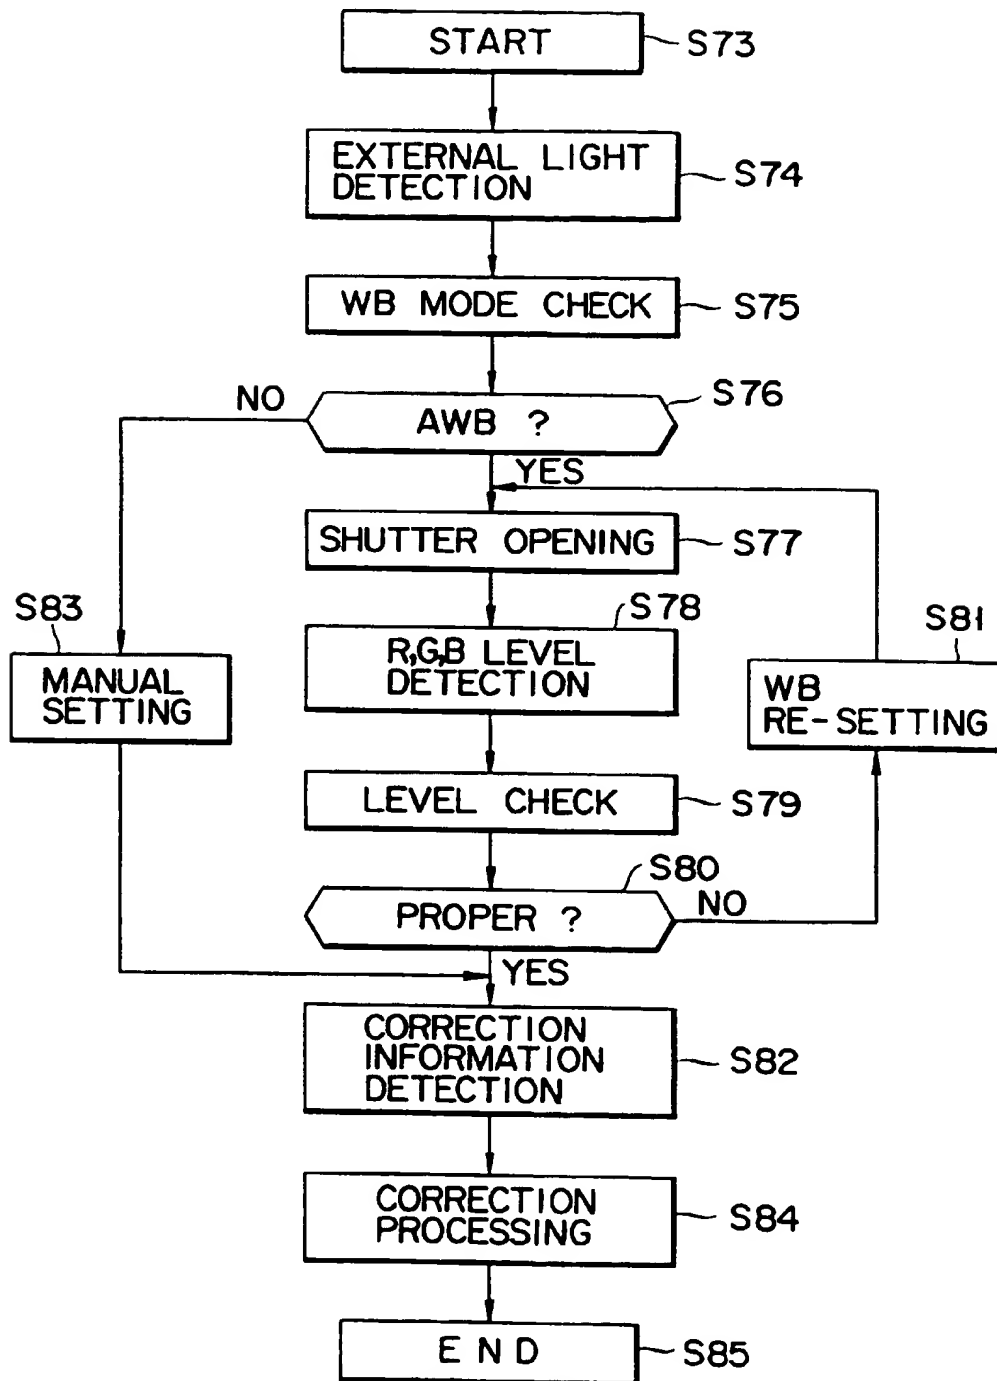 START
S73
EXTERNAL LIGHT
DETECTION
S74
WB MODE CHECK
S75
S76
NO
AWB ?
YES
SHUTTER OPENING
S77
S83
S78
S81
MANUAL
SETTING
R,G,B LEVEL
DETECTION
WB
RE-SETTING
LEVEL CHECK
S79
S80
PROPER ?
NO
YES
CORRECTION
INFORMATION
DETECTION
S82
CORRECTION
PROCESSING
S84
END
S85